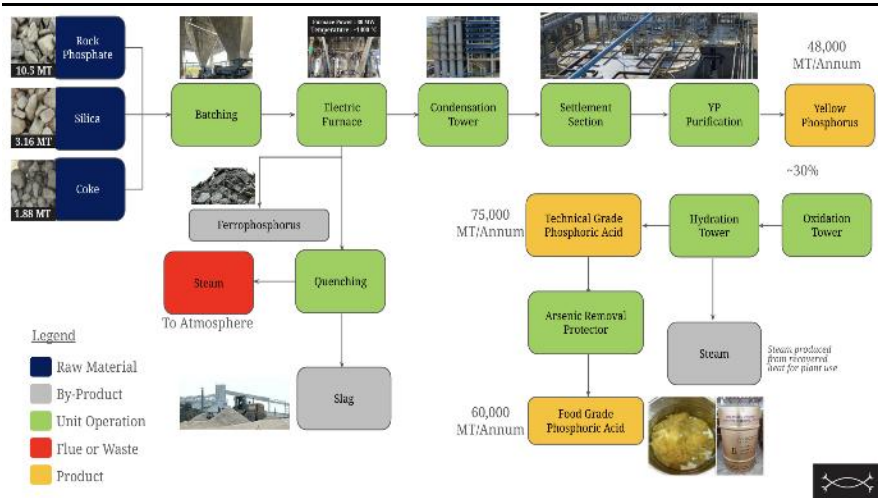 Furnace Power : 80 MW
Rock
Phosphate
10.5 MT
Silica
3.16 MT
Coke
1.88 MT
Batching
Electric
Furnace
Condensation
Tower
Settlement
Section
YP
Purification
48,000
MT/Annum
Yellow
Phosphorus
~30%
Ferrophosphorus
Steam
To Atmosphere
Quenching
Slag
75,000
MT/Annum
Technical Grade
Phosphoric Acid
Hydration
Tower
Oxidation
Tower
Arsenic Removal
Protector
Steam
Steam produced
from recovered
heat for plant use
60,000
MT/Annum
Food Grade
Phosphoric Acid
Legend
Raw Material
By-Product
Unit Operation
Flue or Waste
Product